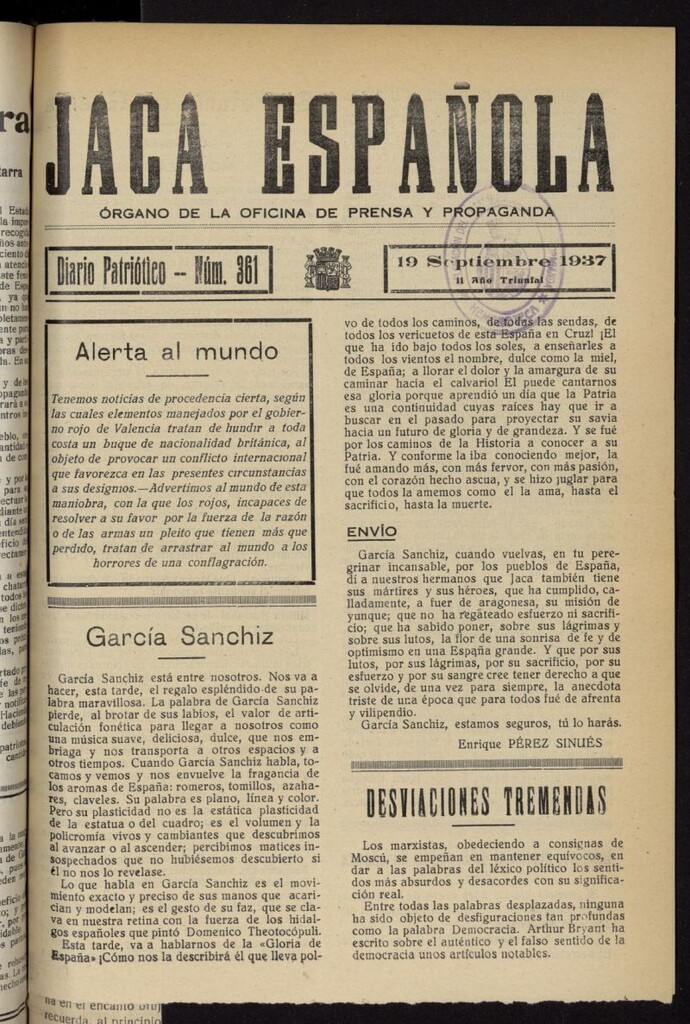 JACA ESPAÑOLA
ÓRGANO DE LA OFICINA DE PRENSA Y PROPAGANDA
Diario Patriótico -- Núm. 361
19 Septiembre 1937
II Año Triunfal
Alerta al mundo
Tenemos noticias de procedencia cierta, según
las cuales elementos manejados por el gobier-
no rojo de Valencia tratan de hundir a toda
costa un buque de nacionalidad británica, al
objeto de provocar un conflicto internacional
que favorezca en las presentes circunstancias
a sus designios.—Advertimos al mundo de esta
maniobra, con la que los rojos, incapaces de
resolver a su favor por la fuerza de la razón
o de las armas un pleito que tienen más que
perdido, tratan de arrastrar al mundo a los
horrores de una conflagración.
García Sanchiz
García Sanchiz está entre nosotros. Nos va a
hacer, esta tarde, el regalo espléndido de su pa-
labra maravillosa. La palabra de García Sanchiz
pierde, al brotar de sus labios, el valor de arti-
culación fonética para llegar a nosotros como
una música suave, deliciosa, dulce, que nos em-
briaga y nos transporta a otros espacios y a
otros tiempos. Cuando García Sanchiz habla, to-
camos y vemos y nos envuelve la fragancia de
los aromas de España: romeros, tomillos, azaha-
res, claveles. Su palabra es plano, línea y color.
Pero su plasticidad no es la estática plasticidad
de la estatua o del cuadro; es el volumen y la
policromía vivos y cambiantes que descubrimos
al avanzar o al ascender; percibimos matices in-
sospechados que no hubiésemos descubierto si
él no nos lo revelase.
Lo que habla en García Sanchiz es el movi-
miento exacto y preciso de sus manos que acari-
cian y modelan; es el gesto de su faz, que se cla-
va en nuestra retina con la fuerza de los hidal-
gos españoles que pintó Domenico Theotocópuli.
Esta tarde, va a hablarnos de la «Gloria de
España» ¡Cómo nos la describirá él que lleva pol-
vo de todos los caminos, de todas las sendas, de
todos los vericuetos de esta España en Cruz! ¡El
que ha ido bajo todos los soles, a enseñarles a
todos los vientos el nombre, dulce como la miel,
de España; a llorar el dolor y la amargura de su
caminar hacia el calvario! El puede cantarnos
esa gloria porque aprendió un día que la Patria
es una continuidad cuyas raíces hay que ir a
buscar en el pasado para proyectar su savia
hacia un futuro de gloria y de grandeza. Y se fué
por los caminos de la Historia a conocer a su
Patria. Y conforme la iba conociendo mejor, la
fué amando más, con más fervor, con más pasión,
con el corazón hecho ascua, y se hizo juglar para
que todos la amemos como el la ama, hasta el
sacrificio, hasta la muerte.
ENVÍO
García Sanchiz, cuando vuelvas, en tu pere-
grinar incansable, por los pueblos de España,
di a nuestros hermanos que Jaca también tiene
sus mártires y sus héroes, que ha cumplido, ca-
lladamente, a fuer de aragonesa, su misión de
yunque; que no ha regateado esfuerzo ni sacrifi-
cio; que ha sabido poner, sobre sus lágrimas y
sobre sus lutos, la flor de una sonrisa de fe y de
optimismo en una España grande. Y que por sus
lutos, por sus lágrimas, por su sacrificio, por su
esfuerzo y por su sangre cree tener derecho a que
se olvide, de una vez para siempre, la anecdota
triste de una época que para todos fué de afrenta
y vilipendio.
García Sanchiz, estamos seguros, tú lo harás.
Enrique PÉREZ SINUÉS
DESVIACIONES TREMENDAS
Los marxistas, obedeciendo a consignas de
Moscú, se empeñan en mantener equívocos, en
dar a las palabras del léxico político los senti-
dos más absurdos y desacordes con su signifi-
cación real.
Entre todas las palabras desplazadas, ninguna
ha sido objeto de desfiguraciones tan profundas
como la palabra Democracia. Arthur Bryant ha
escrito sobre el auténtico y el falso sentido de la
democracia unos artículos notables.